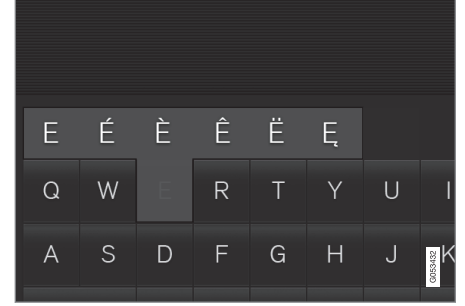 E É È Ê Ë Ę
Q W E R T Y U I
A S D F G H J K
G053432